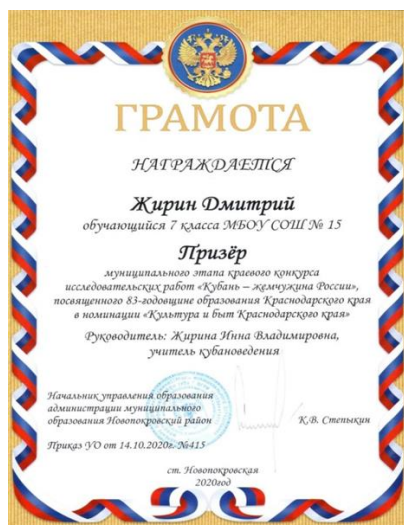 ГРАМОТА
НАГРАЖДАЕТСЯ
Жирин Дмитрий
обучающийся 7 класса МБОУ СОШ № 15
Призёр
муниципального этапа краевого конкурса
исследовательских работ «Кубань – жемчужина России»,
посвященного 83-годовщине образования Краснодарского края
в номинации «Культура и быт Краснодарского края»
Руководитель: Жирина Инна Владимировна,
учитель кубановедения
Начальник управления образования
администрации муниципального
образования Новопокровский район
К.В. Степыкин
Приказ УО от 14.10.2020г. №415
ст. Новопокровская
2020год